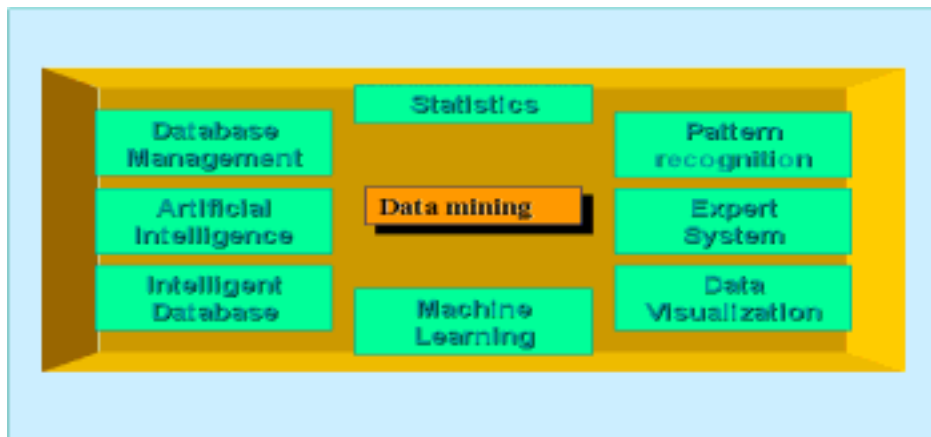 Statistics
Database
Management
Pattern
recognition
Data mining
Artificial
Intelligence
Expert
System
Intelligent
Database
Machine
Learning
Data
Visualization